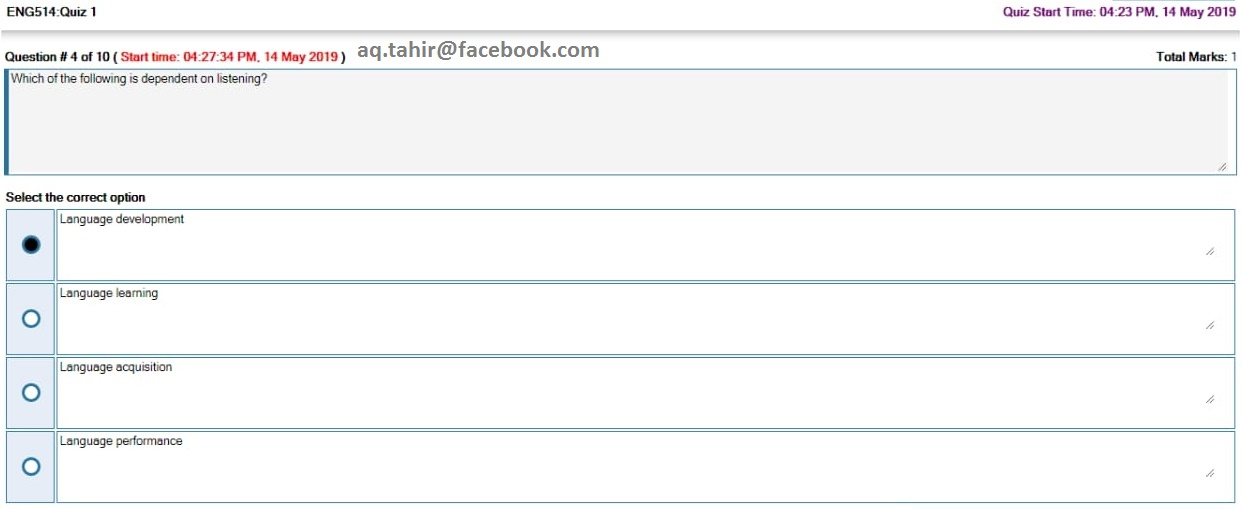 ENG514:Quiz 1
Quiz Start Time: 04:23 PM, 14 May 2019
Question # 4 of 10 ( Start time: 04:27:34 PM, 14 May 2019 ) aq.tahir@facebook.com Total Marks: 1
Which of the following is dependent on listening?
Select the correct option
Language development
Language learning
Language acquisition
Language performance